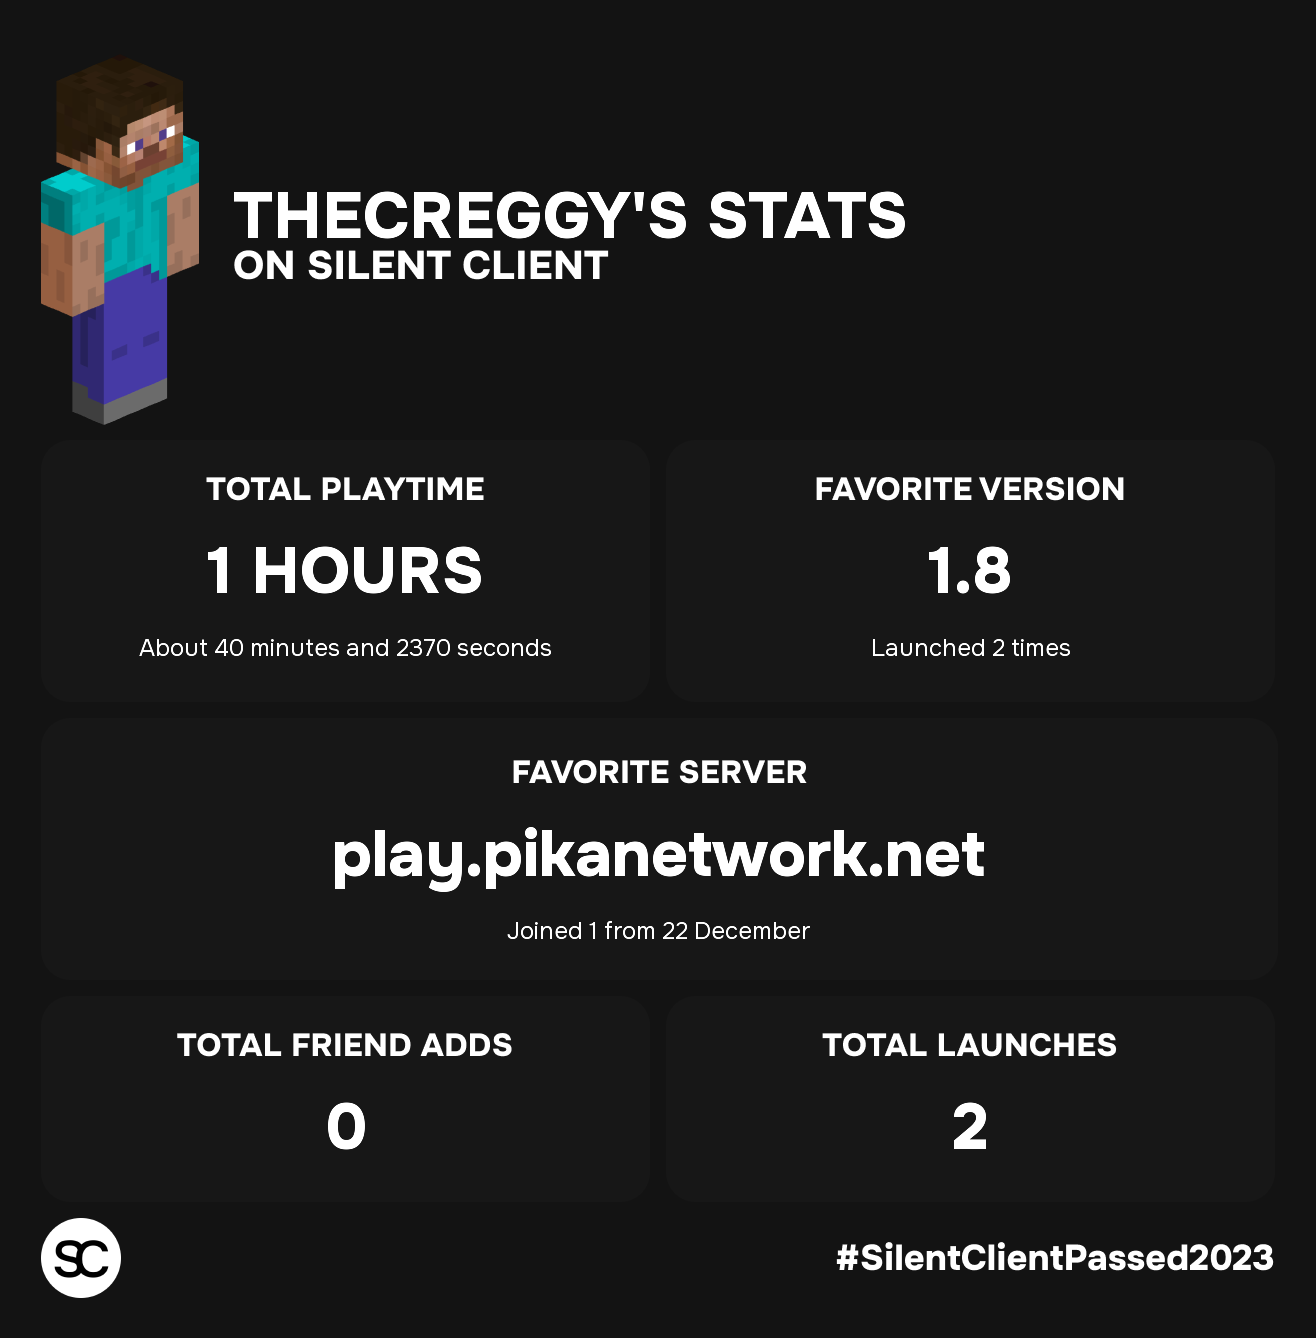 THECREGGY'S STATS
ON SILENT CLIENT
TOTAL PLAYTIME
1 HOURS
About 40 minutes and 2370 seconds
FAVORITE VERSION
1.8
Launched 2 times
FAVORITE SERVER
play.pikanetwork.net
Joined 1 from 22 December
TOTAL FRIEND ADDS
0
TOTAL LAUNCHES
2
SC
#SilentClientPassed2023